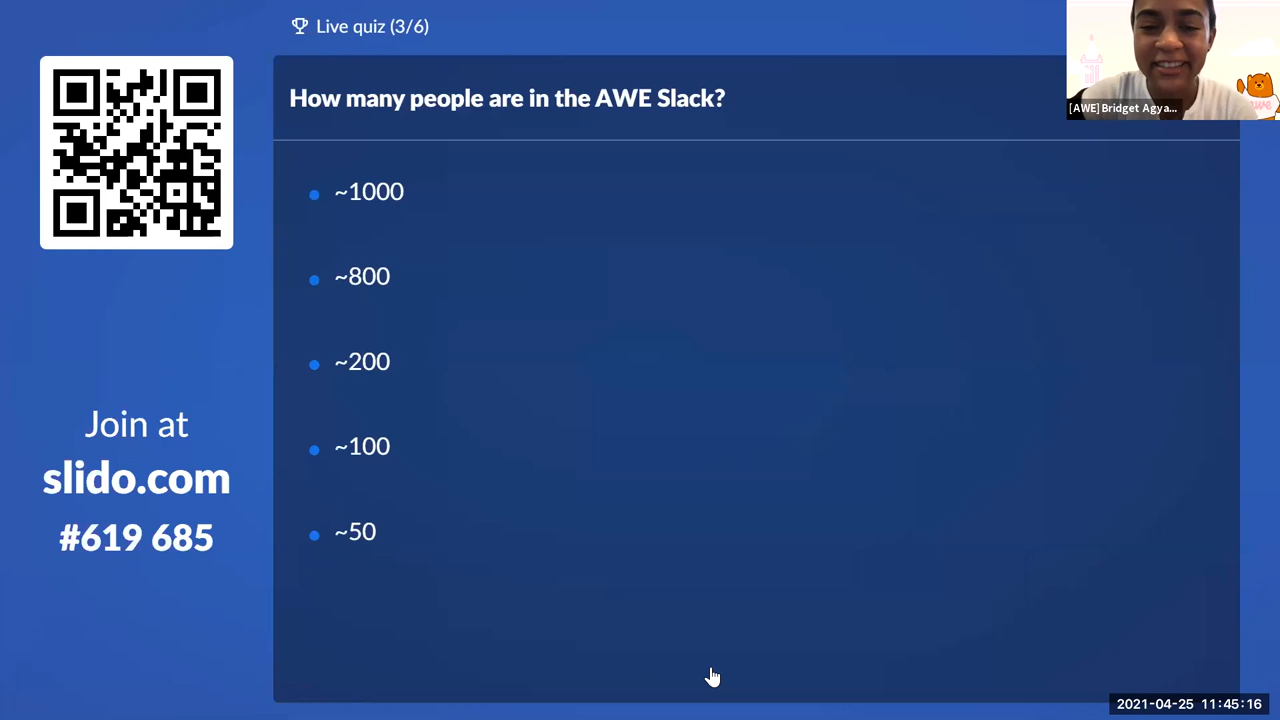 Live quiz (3/6)
How many people are in the AWE Slack?
~1000
~800
~200
~100
~50
Join at
slido.com
#619 685
[AWE] Bridget Agya...
awe
2021-04-25 11:45:16